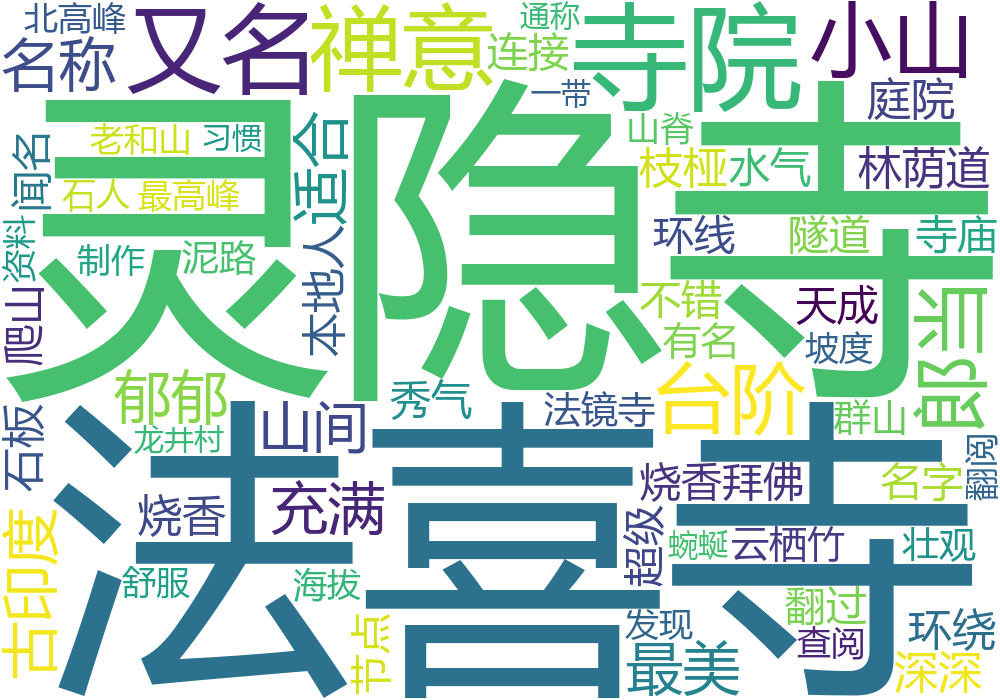 北高峰
又名
禅意
通称
寺院
小山
名称
连接
一带
庭院
灵隐寺
老和山
习惯
适合
山脊
枝桠
水气
林荫道
闻名
石人
最高峰
环线
隧道
寺庙
资料
制作
泥路
本地人
不错
天成
有名
坡度
郎当
爬山
郁郁
秀气
台阶
法镜寺
群山
石板
龙井村
山间
法喜寺
烧香拜佛
名字
翻阅
烧香
充满
超级
蜿蜒
云栖竹
壮观
古印度
舒服
海拔
节点
发现
翻过
查阅
环绕
最美
深深